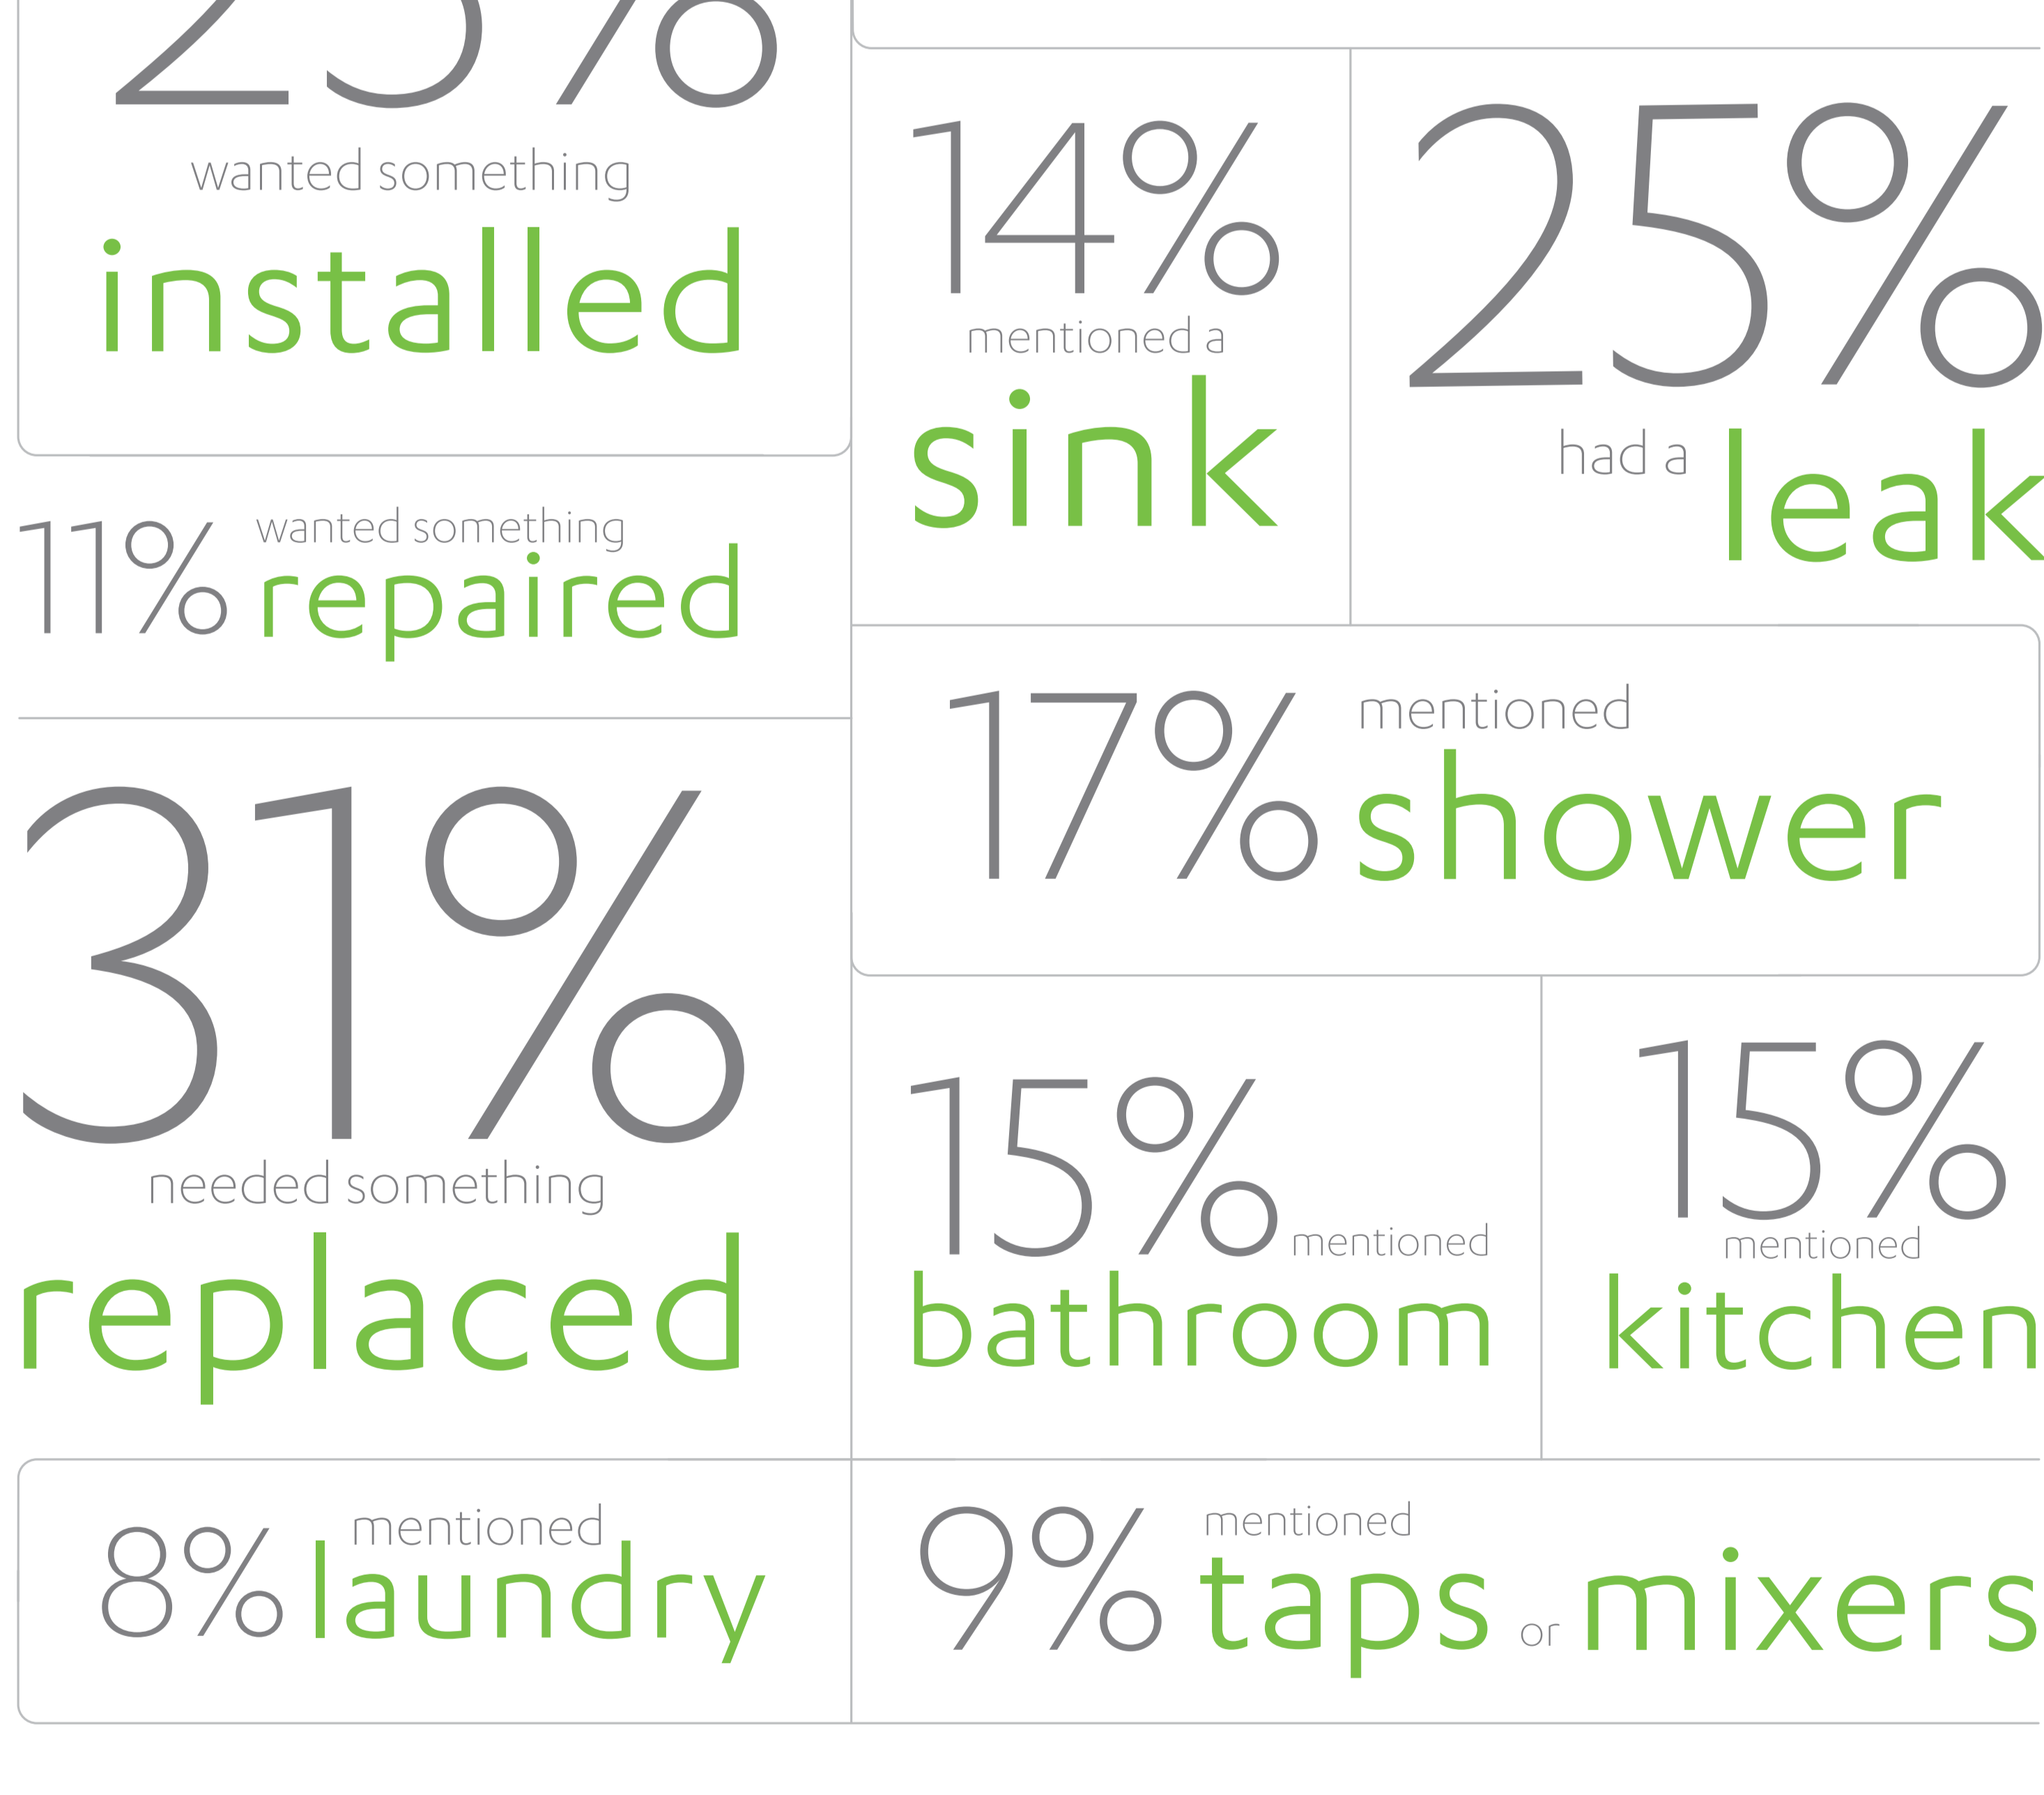 wanted something
installed
11% wanted something
repaired
31%
needed something
replaced
8% mentioned
laundry
14%
mentioned a
sink
25%
had a leak
17% mentioned
shower
15% mentioned
bathroom
15%
mentioned
kitchen
9% mentioned
taps or mixers